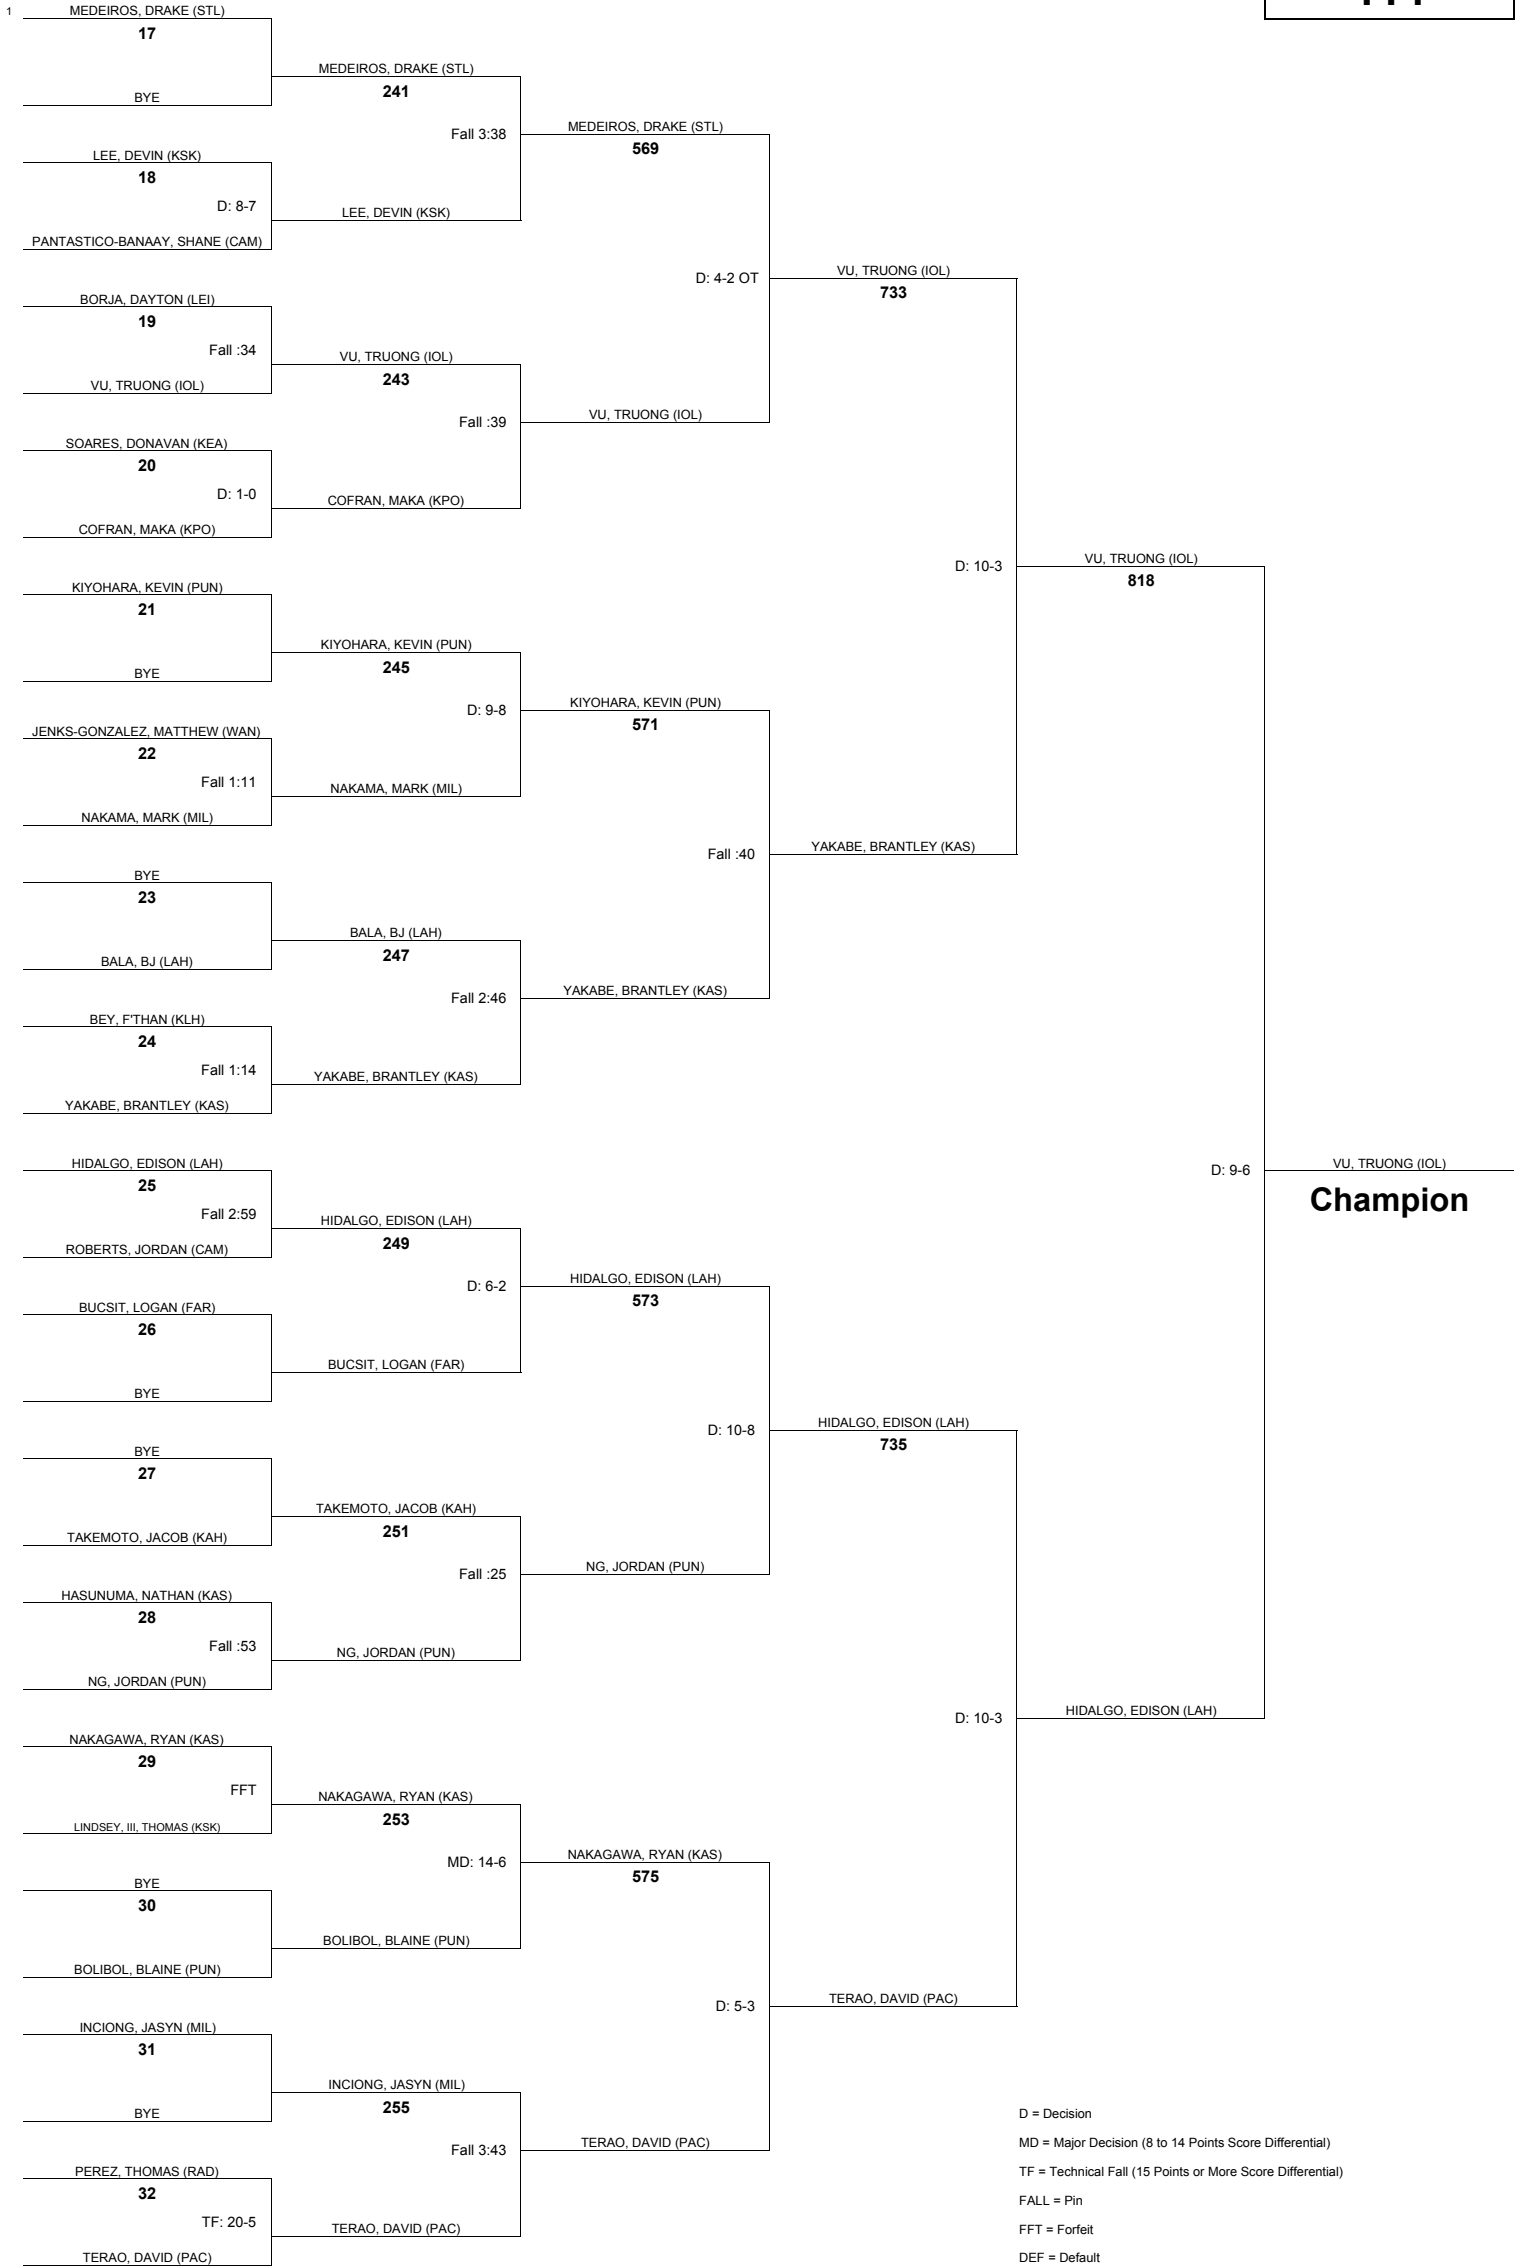 1
MEDEIROS, DRAKE (STL)
17
BYE
LEE, DEVIN (KSK)
18
D: 8-7
PANTASTICO-BANAAY, SHANE (CAM)
BORJA, DAYTON (LEI)
19
Fall :34
VU, TRUONG (IOL)
SOARES, DONAVAN (KEA)
20
D: 1-0
COFRAN, MAKA (KPO)
KIYOHARA, KEVIN (PUN)
21
BYE
JENKS-GONZALEZ, MATTHEW (WAN)
22
Fall 1:11
NAKAMA, MARK (MIL)
BYE
23
BALA, BJ (LAH)
BEY, F'THAN (KLH)
24
Fall 1:14
YAKABE, BRANTLEY (KAS)
HIDALGO, EDISON (LAH)
25
Fall 2:59
ROBERTS, JORDAN (CAM)
BUCSIT, LOGAN (FAR)
26
BYE
BYE
27
TAKEMOTO, JACOB (KAH)
HASUNUMA, NATHAN (KAS)
28
Fall :53
NG, JORDAN (PUN)
NAKAGAWA, RYAN (KAS)
29
FFT
LINDSEY, III, THOMAS (KSK)
BYE
30
BOLIBOL, BLAINE (PUN)
INCIONG, JASYN (MIL)
31
BYE
PEREZ, THOMAS (RAD)
32
TF: 20-5
TERAO, DAVID (PAC)
MEDEIROS, DRAKE (STL)
241
Fall 3:38
LEE, DEVIN (KSK)
VU, TRUONG (IOL)
243
Fall :39
COFRAN, MAKA (KPO)
KIYOHARA, KEVIN (PUN)
245
D: 9-8
NAKAMA, MARK (MIL)
BALA, BJ (LAH)
247
Fall 2:46
YAKABE, BRANTLEY (KAS)
HIDALGO, EDISON (LAH)
249
D: 6-2
BUCSIT, LOGAN (FAR)
TAKEMOTO, JACOB (KAH)
251
Fall :25
NG, JORDAN (PUN)
NAKAGAWA, RYAN (KAS)
253
MD: 14-6
BOLIBOL, BLAINE (PUN)
INCIONG, JASYN (MIL)
255
Fall 3:43
TERAO, DAVID (PAC)
MEDEIROS, DRAKE (STL)
569
D: 4-2 OT
VU, TRUONG (IOL)
KIYOHARA, KEVIN (PUN)
571
Fall :40
YAKABE, BRANTLEY (KAS)
HIDALGO, EDISON (LAH)
573
D: 10-8
NG, JORDAN (PUN)
NAKAGAWA, RYAN (KAS)
575
D: 5-3
TERAO, DAVID (PAC)
VU, TRUONG (IOL)
733
D: 10-3
YAKABE, BRANTLEY (KAS)
HIDALGO, EDISON (LAH)
735
D: 10-3
TERAO, DAVID (PAC)
VU, TRUONG (IOL)
818
D: 9-6
HIDALGO, EDISON (LAH)
VU, TRUONG (IOL)
Champion
D = Decision
MD = Major Decision (8 to 14 Points Score Differential)
TF = Technical Fall (15 Points or More Score Differential)
FALL = Pin
FFT = Forfeit
DEF = Default